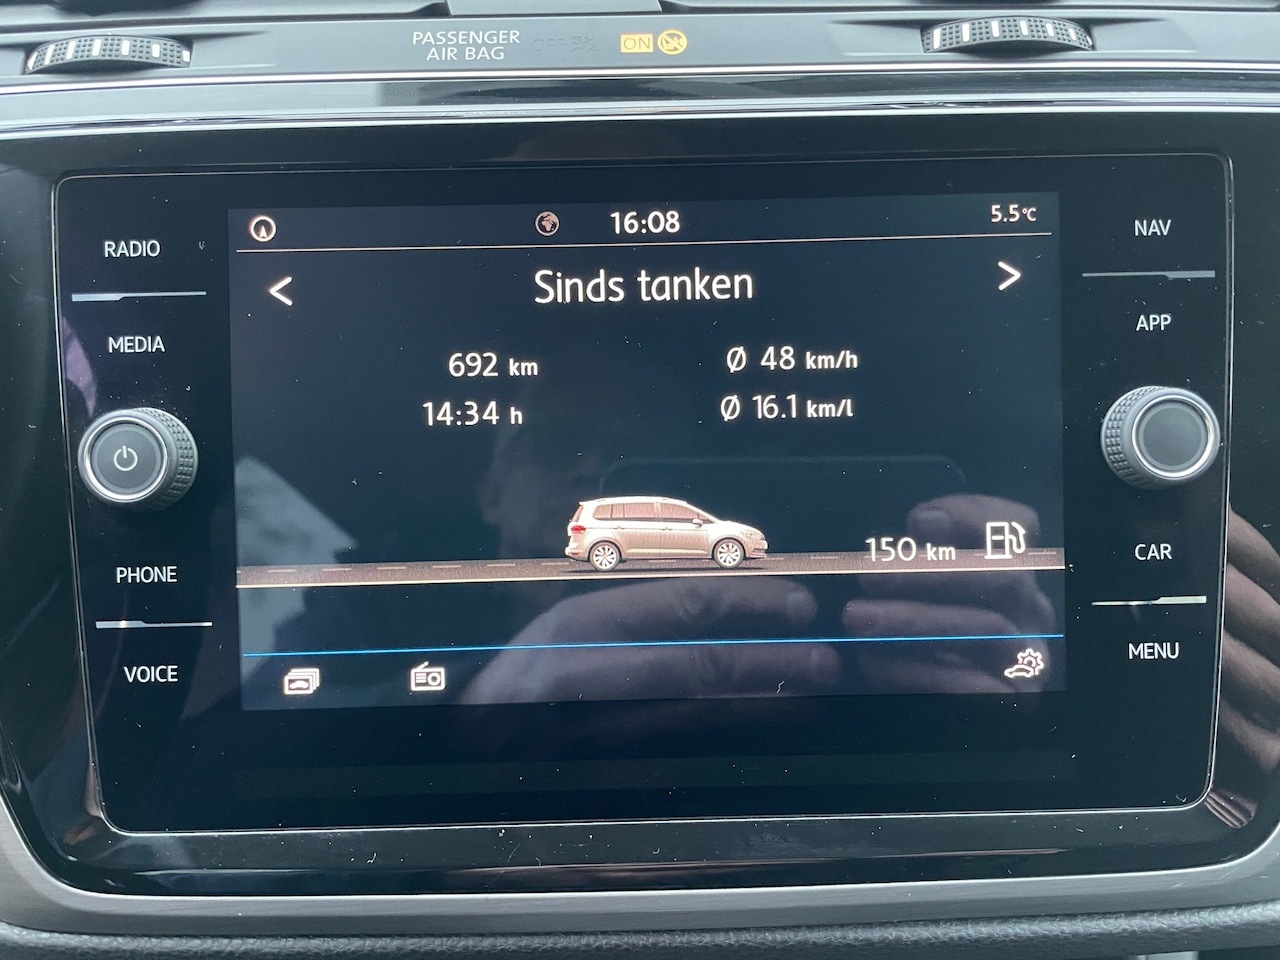 PASSENGER
AIR BAG
OFF
ON
RADIO
MEDIA
PHONE
VOICE
16:08
5.5°C
< Sinds tanken >
692 km
Ø 48 km/h
14:34 h
Ø 16.1 km/l
150 km
NAV
APP
CAR
MENU